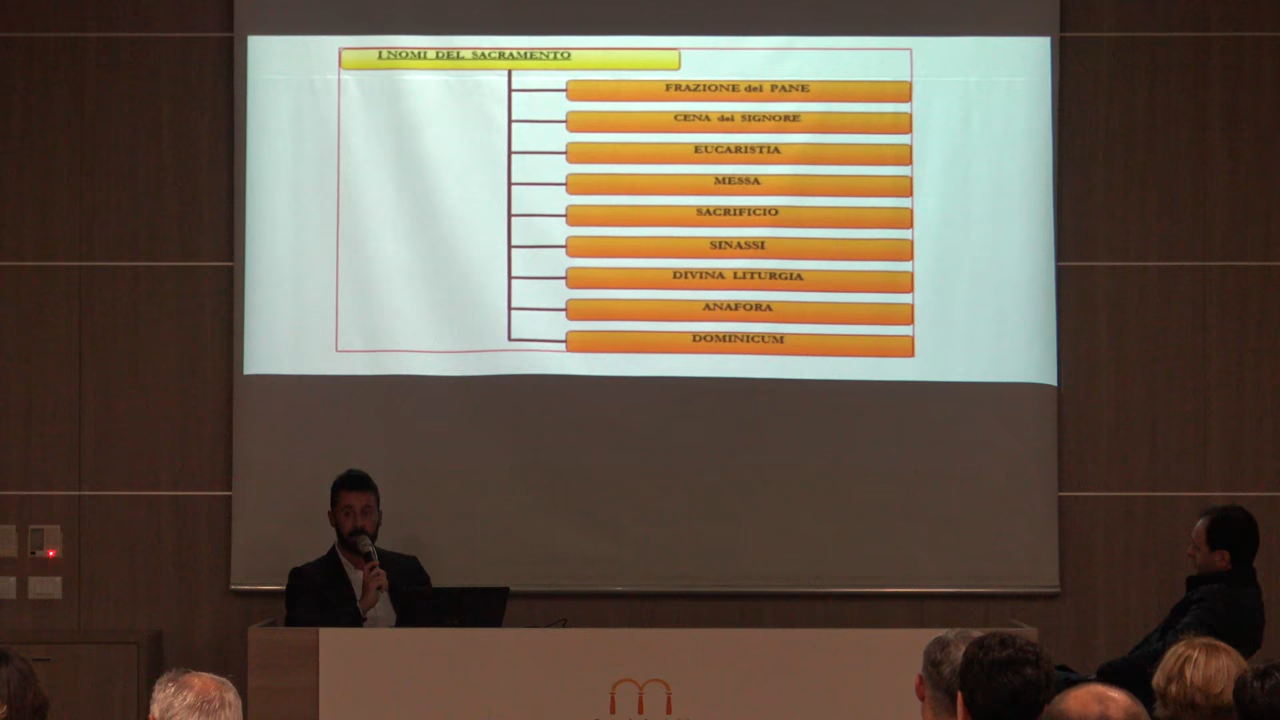 I NOMI DEL SACRAMENTO
FRAZIONE del PANE
CENA del SIGNORE
EUCARISTIA
MESSA
SACRIFICIO
SINASSI
DIVINA LITURGIA
ANAFORA
DOMINICUM